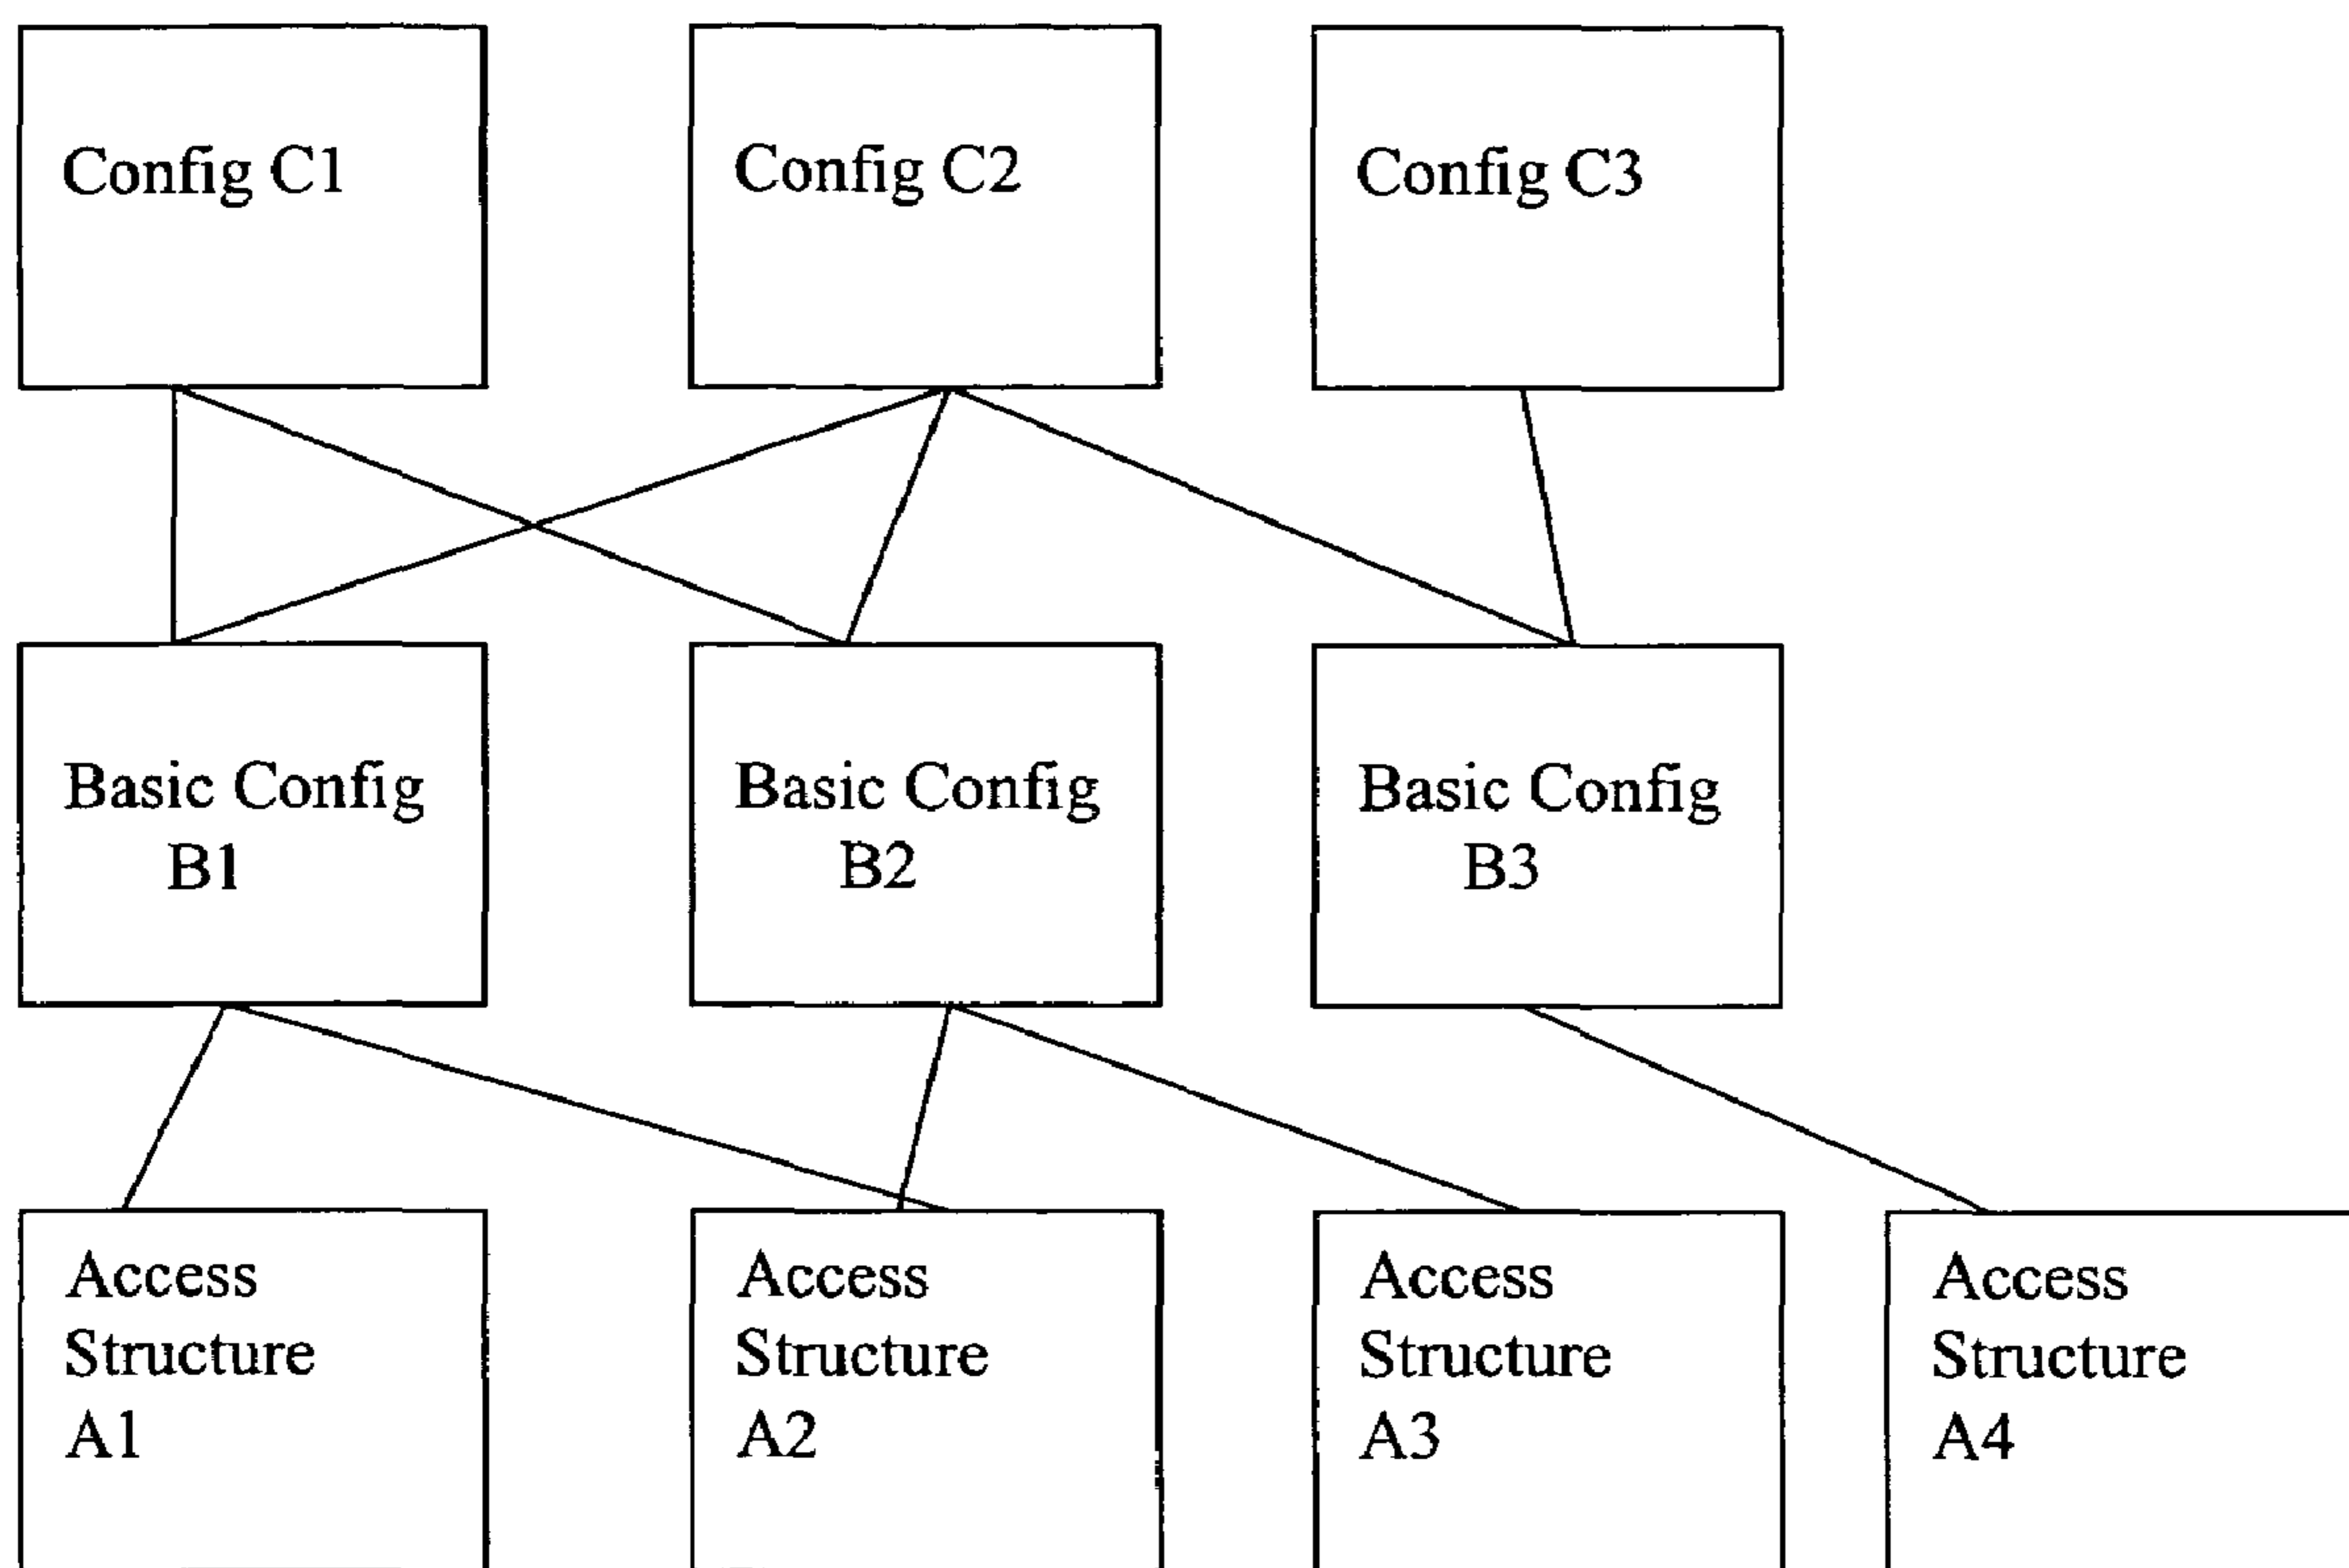 Config C1
Config C2
Config C3
Basic Config
B1
Basic Config
B2
Basic Config
B3
Access
Structure
A1
Access
Structure
A2
Access
Structure
A3
Access
Structure
A4